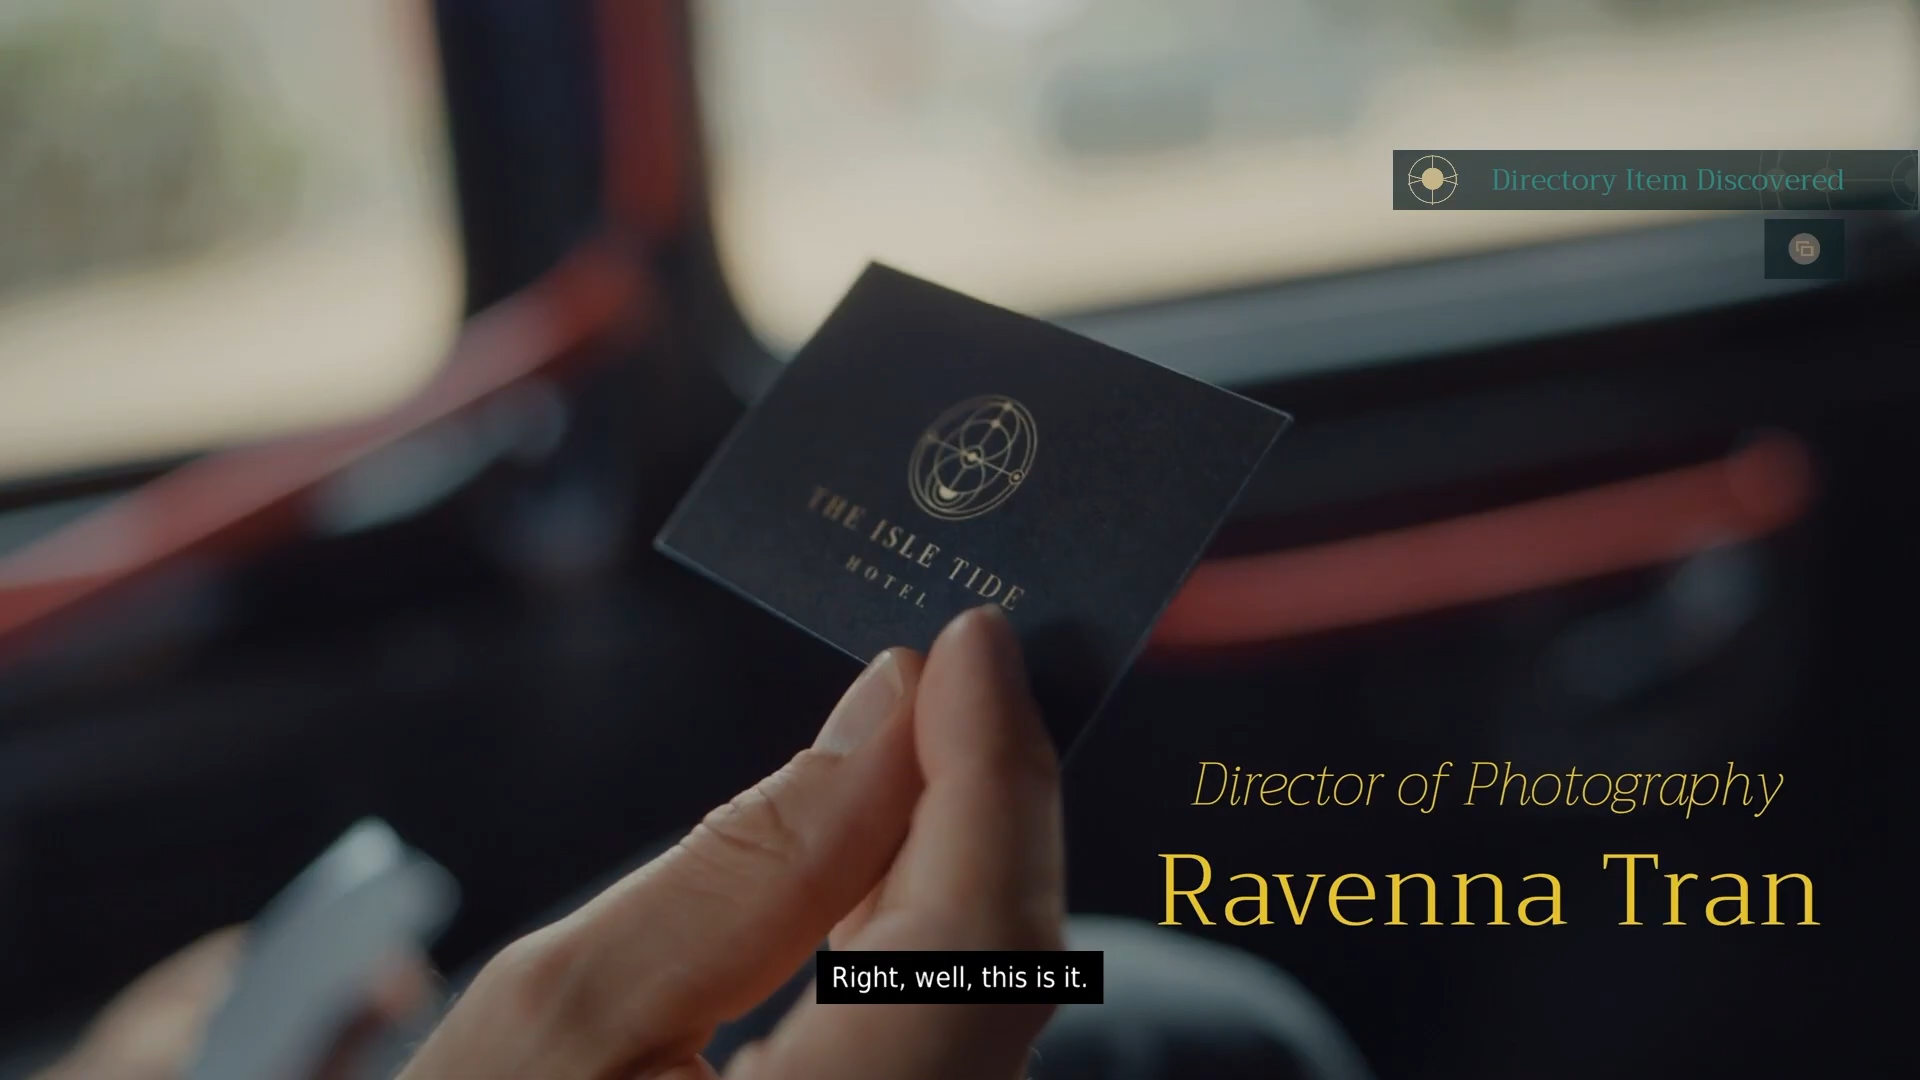 Directory Item Discovered
THE ISLE TIDE
HOTEL
Director of Photography
Ravenna Tran
Right, well, this is it.